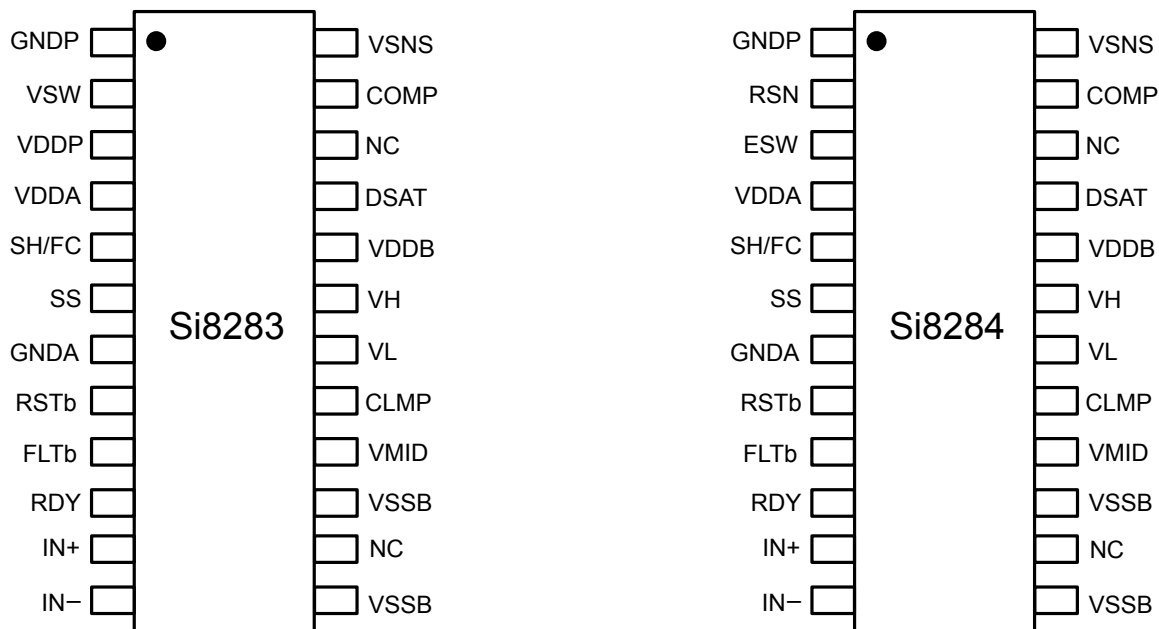 GNDP
VSW
VDDP
VDDA
SH/FC
SS
GNDA
RSTb
FLTb
RDY
IN+
IN−
Si8283
VSNS
COMP
NC
DSAT
VDDB
VH
VL
CLMP
VMID
VSSB
NC
VSSB
GNDP
RSN
ESW
VDDA
SH/FC
SS
GNDA
RSTb
FLTb
RDY
IN+
IN−
Si8284
VSNS
COMP
NC
DSAT
VDDB
VH
VL
CLMP
VMID
VSSB
NC
VSSB